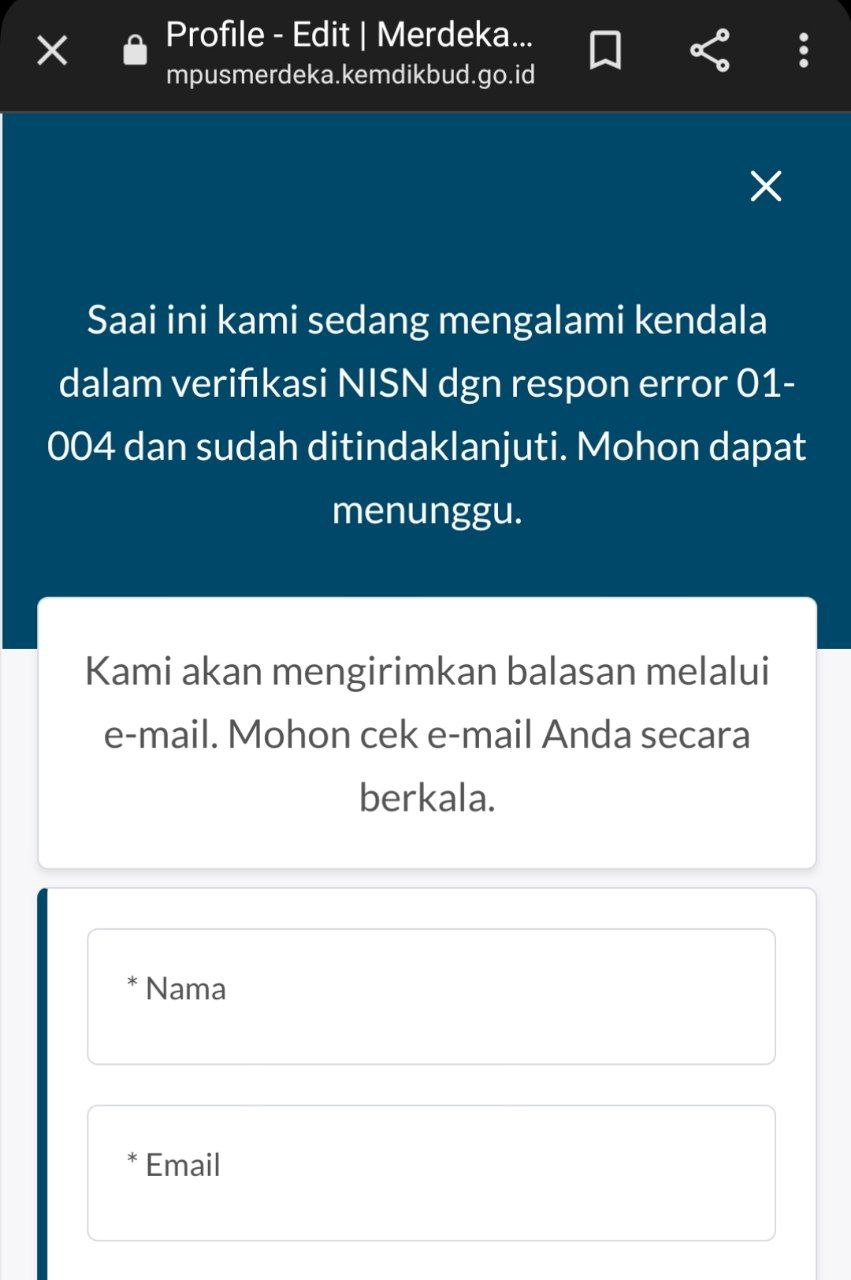 Profile - Edit | Merdeka...
mpusmerdeka.kemdikbud.go.id
Saai ini kami sedang mengalami kendala
dalam verifikasi NISN dgn respon error 01-
004 dan sudah ditindaklanjuti. Mohon dapat
menunggu.
Kami akan mengirimkan balasan melalui
e-mail. Mohon cek e-mail Anda secara
berkala.
* Nama
* Email